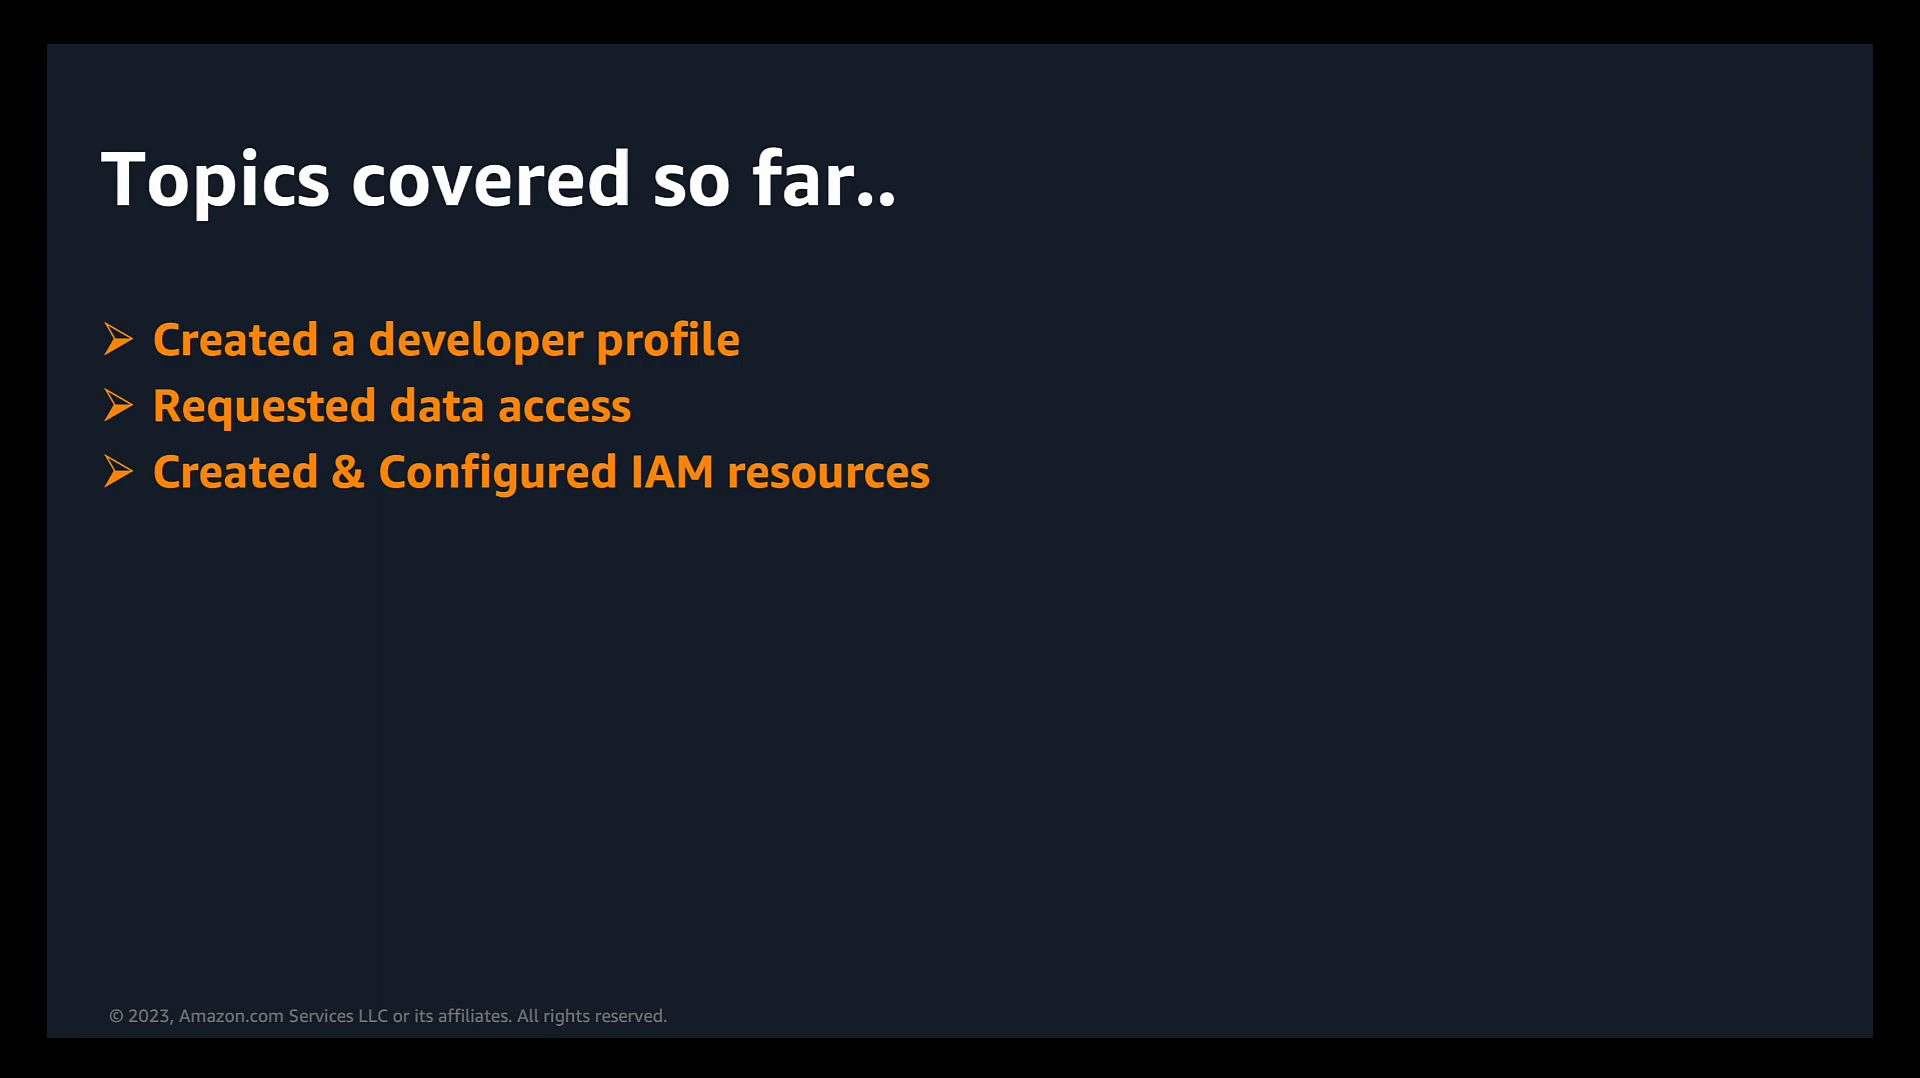 Topics covered so far..
➢ Created a developer profile
➢ Requested data access
➢ Created & Configured IAM resources
© 2023, Amazon.com Services LLC or its affiliates. All rights reserved.